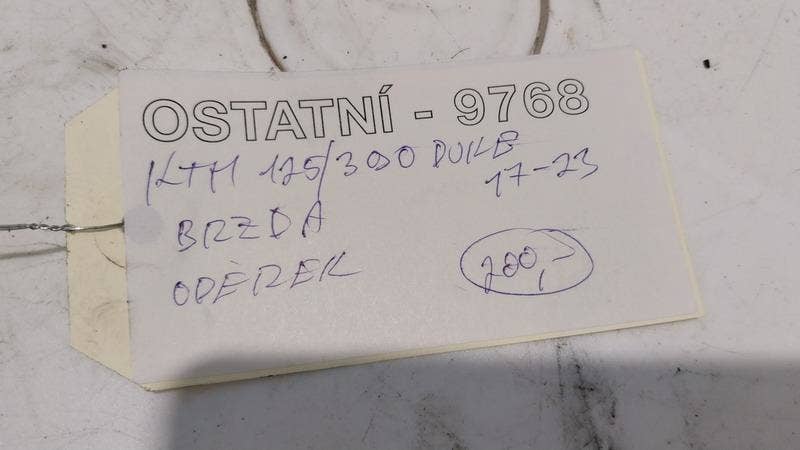 OSTATNÍ - 9768
KTM 125/390 DUKE
17-23
BRZDA
ODĚREK
200,-